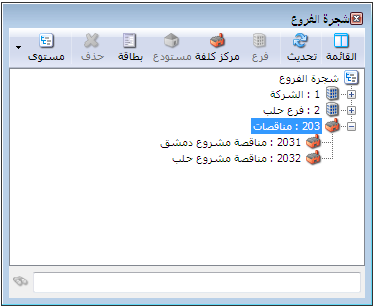 شجرة الفروع
القائمة تحديث فرع مركز كلفة مستودع بطاقة حذف مستوى
شجرة الفروع
1 : الشركة
2 : فرع حلب
203 : مناقصات
2031 : مناقصة مشروع دمشق
2032 : مناقصة مشروع حلب